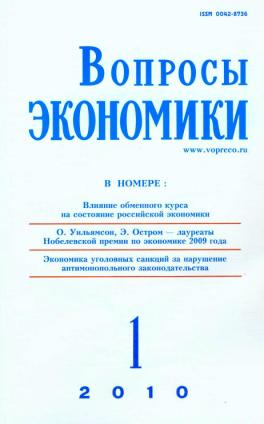 ISSN 0042-8736
ВОПРОСЫ
ЭКОНОМИКИ
www.vopreco.ru
В НОМЕРЕ:
Влияние обменного курса
на состояние российской экономики
О. Уильямсон, Э. Остром — лауреаты
Нобелевской премии по экономике 2009 года
Экономика уголовных санкций за нарушение
антимонопольного законодательства
1
2010